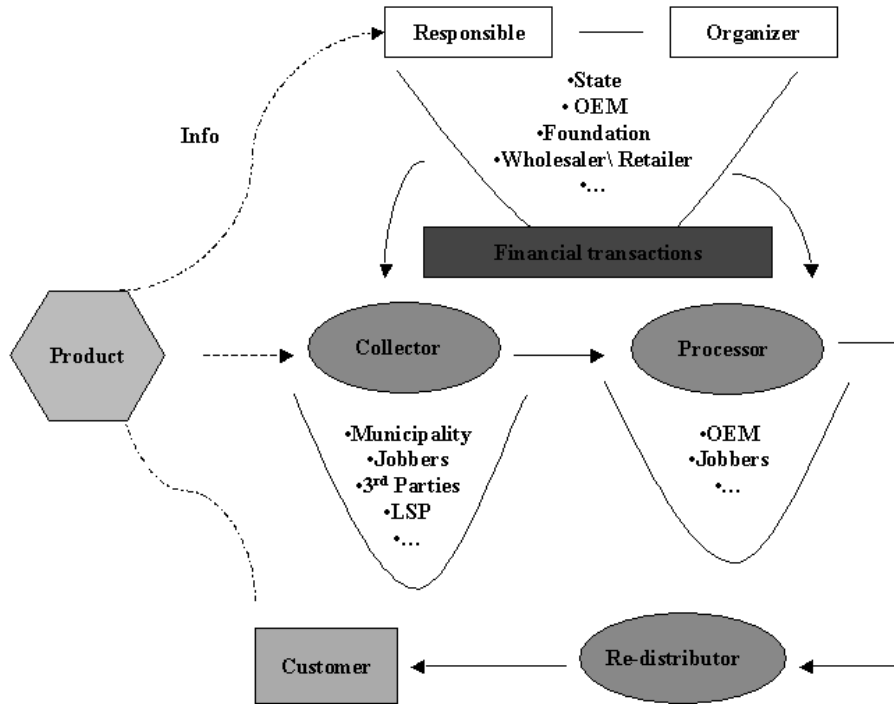 Responsible
Organizer
•State
•OEM
•Foundation
•Wholesaler\ Retailer
•...
Info
Financial transactions
Product
Collector
Processor
•Municipality
•Jobbers
•3rd Parties
•LSP
•...
•OEM
•Jobbers
•...
Customer
Re-distributor